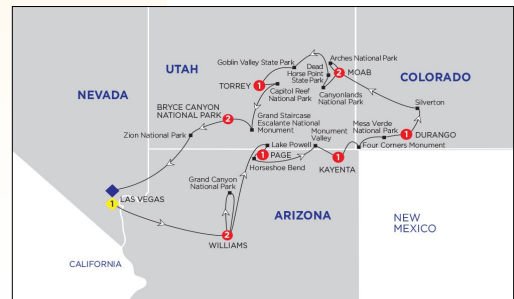 UTAH
NEVADA
COLORADO
ARIZONA
NEW
MEXICO
CALIFORNIA
Goblin Valley State Park
Arches National Park
Dead
Horse Point
State Park
2 MOAB
Canyonlands
National Park
1
TORREY
Capitol Reef
National Park
BRYCE CANYON
NATIONAL PARK
2
Grand Staircase
Escalante National
Monument
Zion National Park
Silverton
Mesa Verde
National Park
1 DURANGO
Four Corners Monument
Monument
Valley
1
KAYENTA
Lake Powell
1 PAGE
Horseshoe Bend
Grand Canyon
National Park
2
WILLIAMS
LAS VEGAS
1